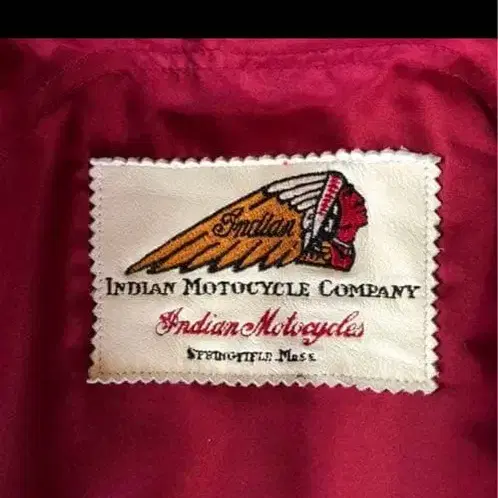 Indian
INDIAN MOTOCYCLE COMPANY
Indian Motocycles
SPRINGFIELD. MASS.